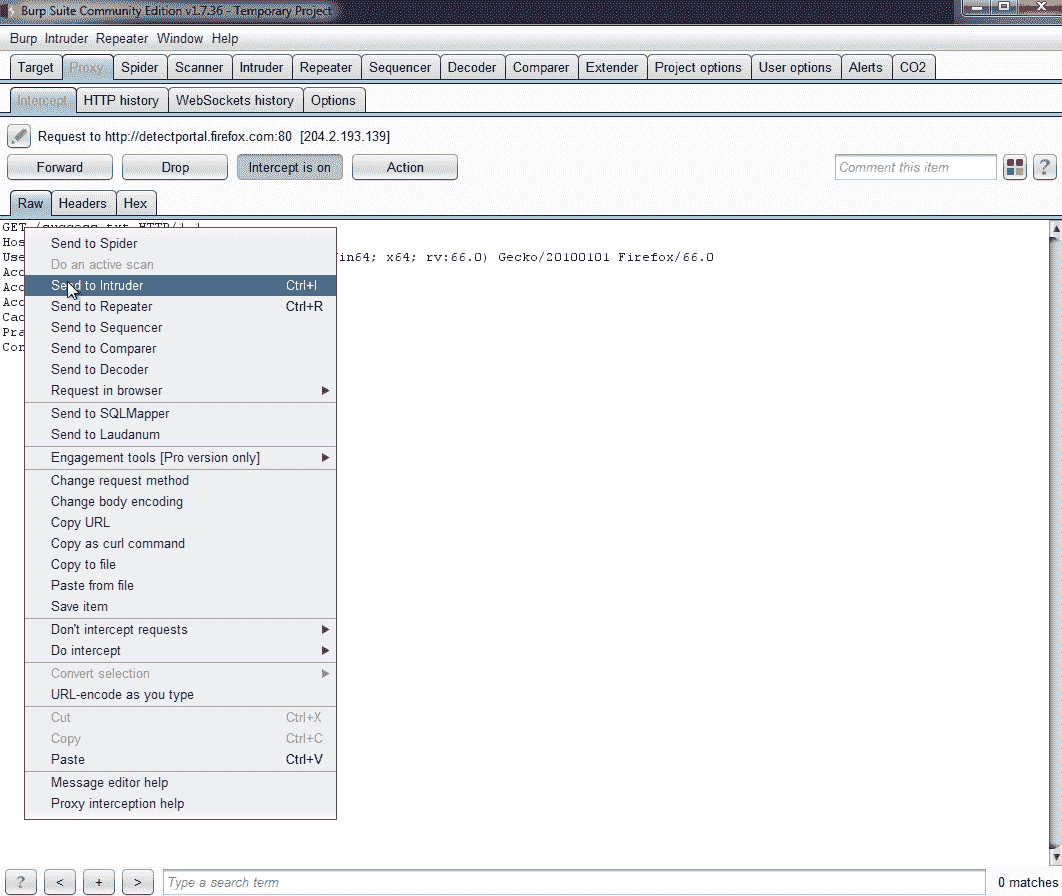 Burp Suite Community Edition v1.7.36 - Temporary Project
Burp Intruder Repeater Window Help
Target Proxy Spider Scanner Intruder Repeater Sequencer Decoder Comparer Extender Project options User options Alerts CO2
Intercept HTTP history WebSockets history Options
Request to http://detectportal.firefox.com:80 [204.2.193.139]
Forward Drop Intercept is on Action Comment this item ?
Raw Headers Hex
GET /success.txt HTTP/1.1
Hos
Use in64; x64; rv:66.0) Gecko/20100101 Firefox/66.0
Acc
Acc
Acc
Cac
Pra
Con
Send to Spider
Do an active scan
Send to Intruder Ctrl+I
Send to Repeater Ctrl+R
Send to Sequencer
Send to Comparer
Send to Decoder
Request in browser
Send to SQLMapper
Send to Laudanum
Engagement tools [Pro version only]
Change request method
Change body encoding
Copy URL
Copy as curl command
Copy to file
Paste from file
Save item
Don't intercept requests
Do intercept
Convert selection
URL-encode as you type
Cut Ctrl+X
Copy Ctrl+C
Paste Ctrl+V
Message editor help
Proxy interception help
? < + > Type a search term 0 matches